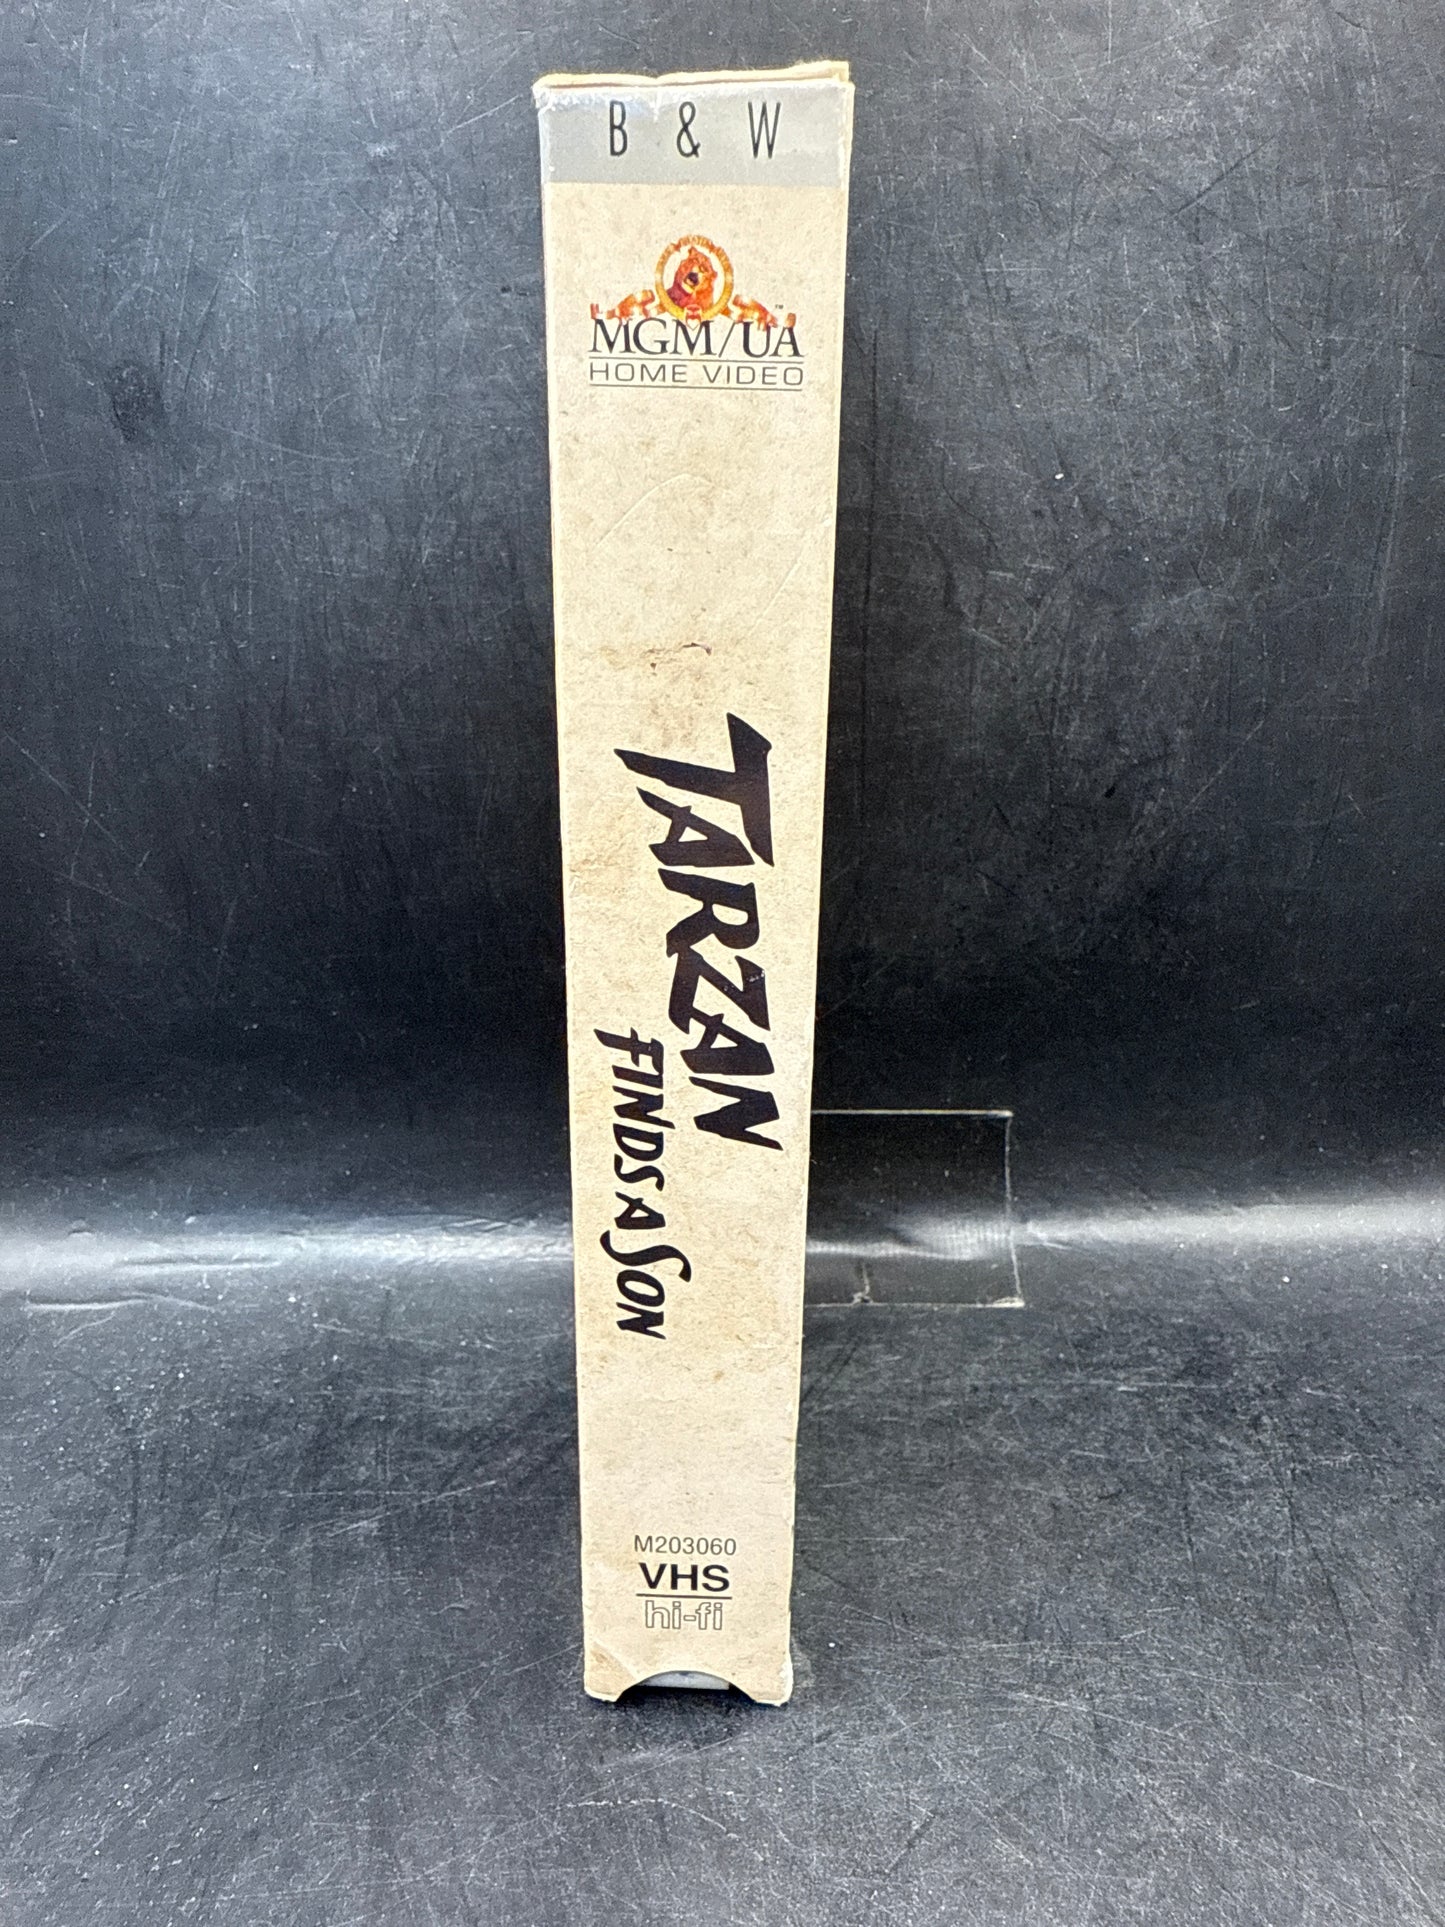 B & W
MGM/UA
HOME VIDEO
TARZAN
FINDS A SON
M203060
VHS
hi-fi